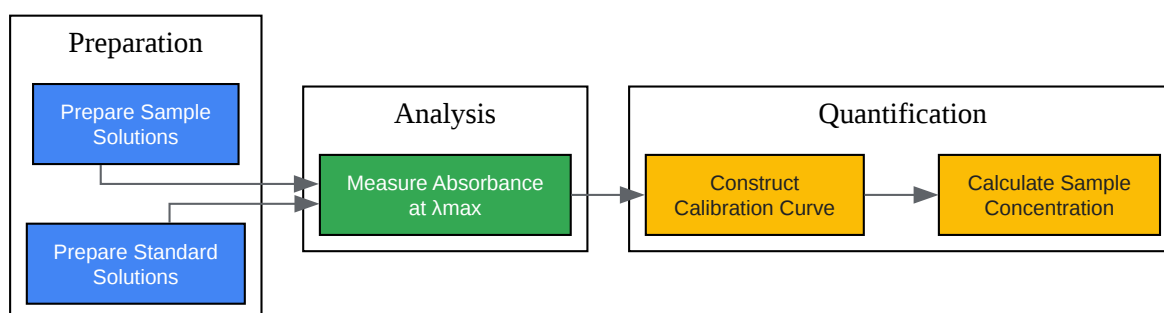 Preparation
Prepare Sample
Solutions
Prepare Standard
Solutions
Analysis
Measure Absorbance
at λmax
Quantification
Construct
Calibration Curve
Calculate Sample
Concentration